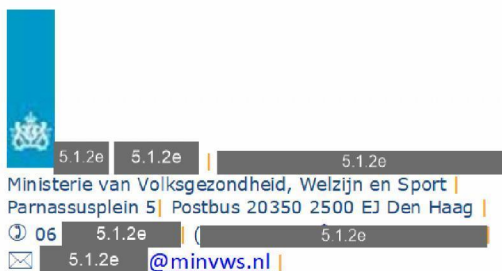 5.1.2e 5.1.2e | 5.1.2e
Ministerie van Volksgezondheid, Welzijn en Sport |
Parnassusplein 5| Postbus 20350 2500 EJ Den Haag |
✆ 06 5.1.2e | ( 5.1.2e |
✉ 5.1.2e @minvws.nl |